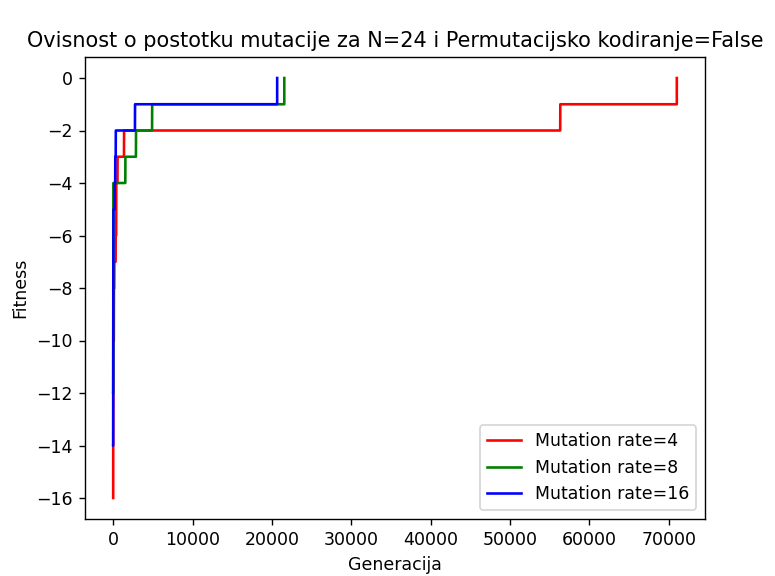 Ovisnost o postotku mutacije za N=24 i Permutacijsko kodiranje=False
0
−2
−4
−6
−8
−10
−12
−14
−16
Fitness
Mutation rate=4
Mutation rate=8
Mutation rate=16
0 10000 20000 30000 40000 50000 60000 70000
Generacija